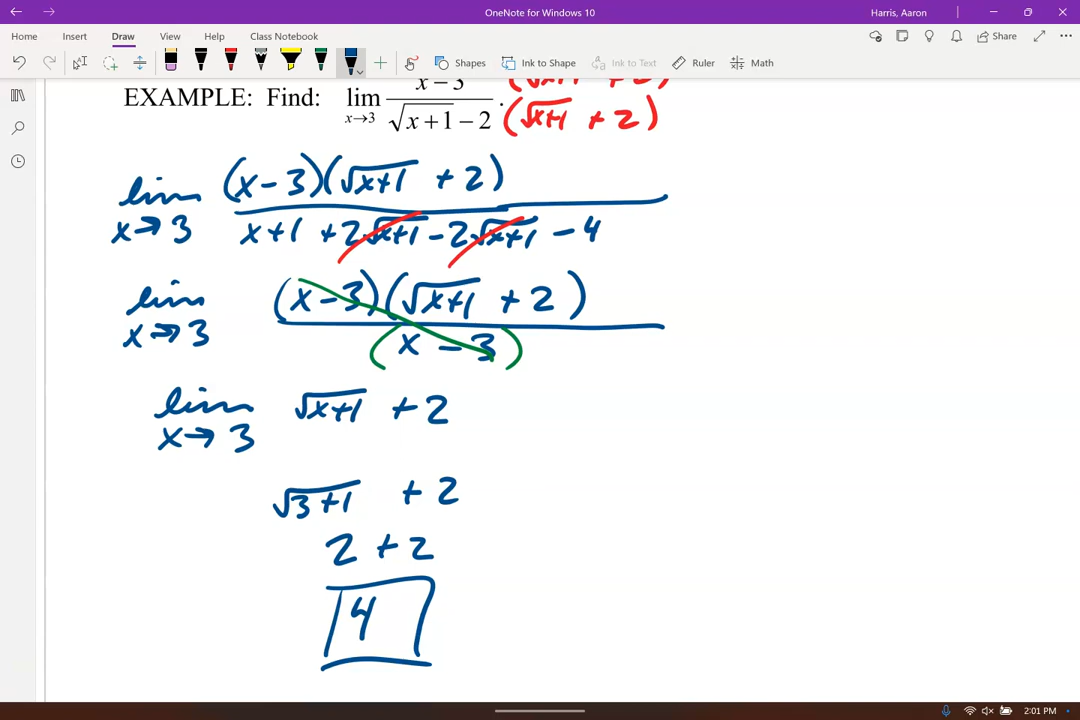 OneNote for Windows 10
Harris, Aaron
Home Insert Draw View Help Class Notebook Share
Shapes Ink to Shape Ink to Text Ruler Math
x − 3 (√x+1 + 2)
EXAMPLE: Find: lim ———— .
x→3 √x+1 − 2 (√x+1 + 2)
lim (x−3)(√x+1 + 2)
x→3 x+1 +2√x+1 −2√x+1 −4
lim (x−3)(√x+1 + 2)
x→3 (x − 3)
lim √x+1 + 2
x→3
√3+1 + 2
2 + 2
4
2:01 PM